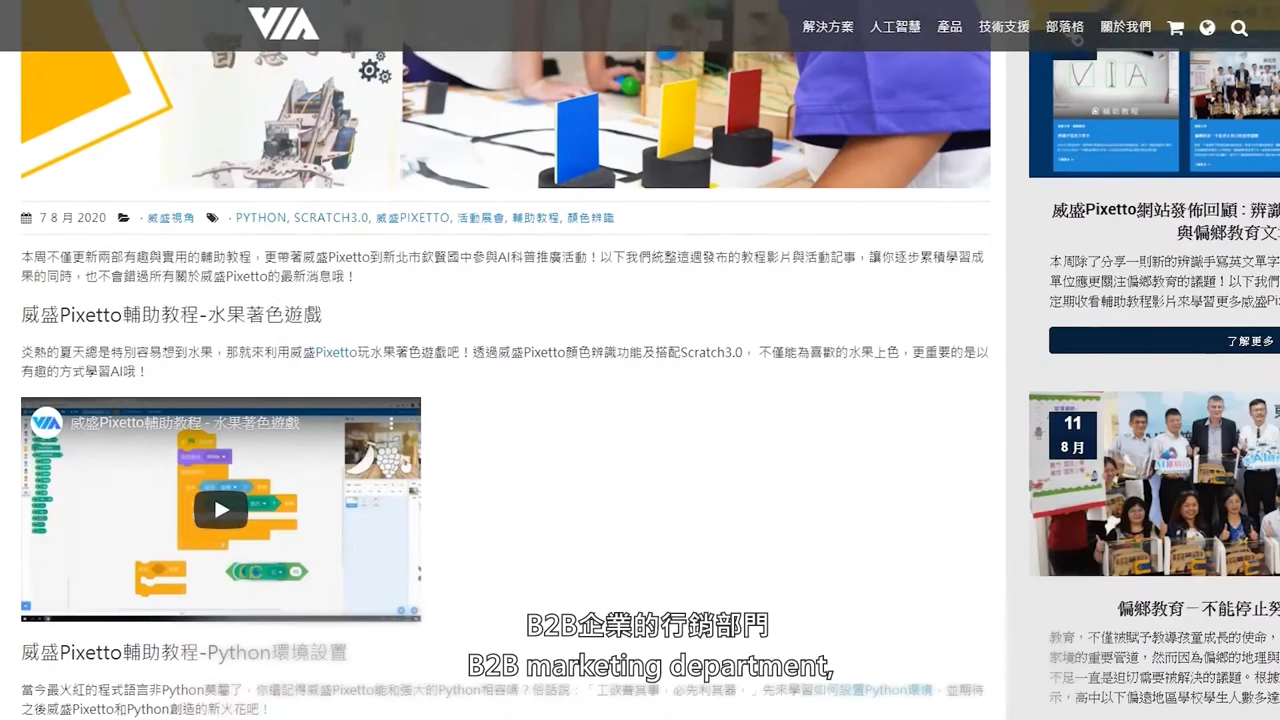 VIA
解決方案 人工智慧 產品 技術支援 部落格 關於我們
7 8 月 2020 · 威盛視角 · PYTHON, SCRATCH3.0, 威盛PIXETTO, 活動展會, 輔助教程, 顏色辨識
本周不僅更新兩部有趣與實用的輔助教程，更帶著威盛Pixetto到新北市欽賢國中參與AI科普推廣活動！以下我們統整這週發布的教程影片與活動記事，讓你逐步累積學習成
果的同時，也不會錯過所有關於威盛Pixetto的最新消息哦！
威盛Pixetto輔助教程-水果著色遊戲
炎熱的夏天總是特別容易想到水果，那就來利用威盛Pixetto玩水果著色遊戲吧！透過威盛Pixetto顏色辨識功能及搭配Scratch3.0， 不僅能為喜歡的水果上色，更重要的是以
有趣的方式學習AI哦！
VIA 威盛Pixetto輔助教程 - 水果著色遊戲
威盛Pixetto輔助教程-Python環境設置
當今最火紅的程式語言非Python莫屬了，你還記得威盛Pixetto能和強大的Python相容嗎？俗話說：「工欲善其事，必先利其器，」先來學習如何設置Python環境，並期待
之後威盛Pixetto和Python創造的新火花吧！
VIA
輔助教程
威盛Pixetto網站發佈回顧 : 辨識
與偏鄉教育文
本周除了分享一則新的辨識手寫英文單字
單位應更關注偏鄉教育的議題！以下我們
定期收看輔助教程影片來學習更多威盛Pix
了解更多
11
8 月
偏鄉教育－不能停止
教育，不僅被賦予教導孩童成長的使命，
家境的重要管道，然而因為偏鄉的地理與
不足一直是迫切需要被解決的議題。根據
示，高中以下偏遠地區學校學生人數多達
B2B企業的行銷部門
B2B marketing department,